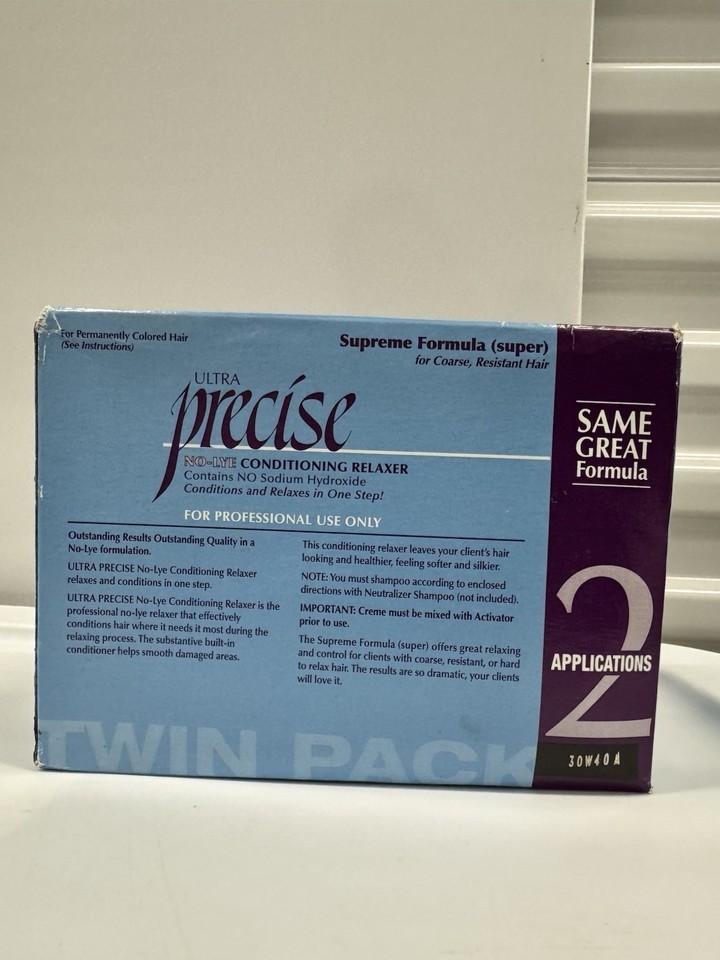 For Permanently Colored Hair
(See Instructions)
Supreme Formula (super)
for Coarse, Resistant Hair
ULTRA
precise
NO-LYE CONDITIONING RELAXER
Contains NO Sodium Hydroxide
Conditions and Relaxes in One Step!
FOR PROFESSIONAL USE ONLY
Outstanding Results Outstanding Quality in a
No-Lye formulation.
ULTRA PRECISE No-Lye Conditioning Relaxer
relaxes and conditions in one step.
ULTRA PRECISE No-Lye Conditioning Relaxer is the
professional no-lye relaxer that effectively
conditions hair where it needs it most during the
relaxing process. The substantive built-in
conditioner helps smooth damaged areas.
This conditioning relaxer leaves your client's hair
looking and healthier, feeling softer and silkier.
NOTE: You must shampoo according to enclosed
directions with Neutralizer Shampoo (not included).
IMPORTANT: Creme must be mixed with Activator
prior to use.
The Supreme Formula (super) offers great relaxing
and control for clients with coarse, resistant, or hard
to relax hair. The results are so dramatic, your clients
will love it.
TWIN PACK
SAME
GREAT
Formula
2
APPLICATIONS
30W40A